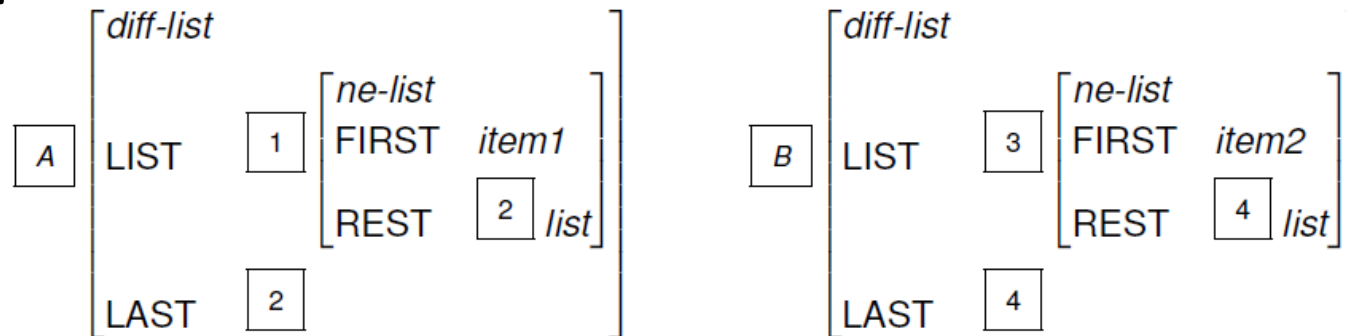 diff-list diff-list
ne-list ne-list
FIRST item1 FIRST item2
A LIST 1 B LIST 3
REST 2 list REST 4 list
LAST 2 LAST 4